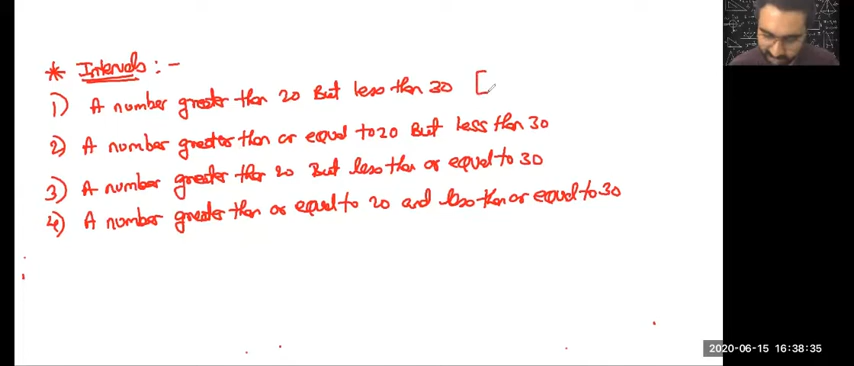 * Intervals :-
1) A number greater than 20 But less than 30 [
2) A number greater than or equal to 20 But less than 30
3) A number greater than 20 But less than or equal to 30
4) A number greater than or equal to 20 and less than or equal to 30
2020-06-15 16:38:35